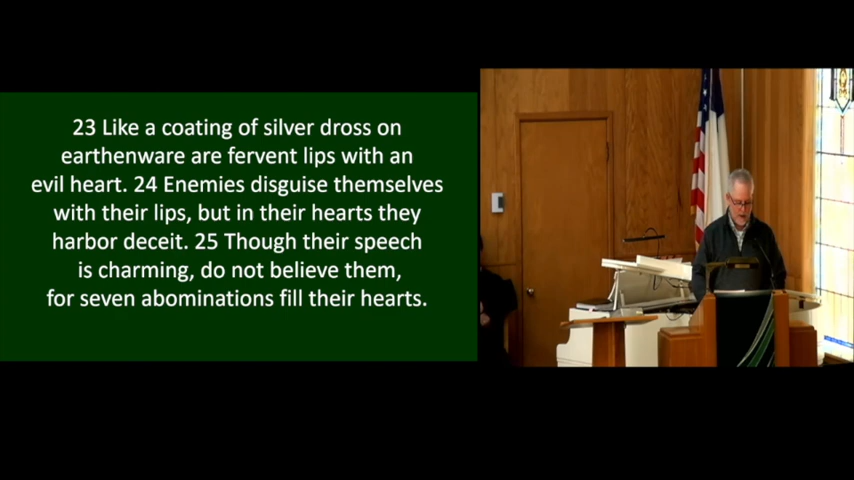 23 Like a coating of silver dross on
earthenware are fervent lips with an
evil heart. 24 Enemies disguise themselves
with their lips, but in their hearts they
harbor deceit. 25 Though their speech
is charming, do not believe them,
for seven abominations fill their hearts.